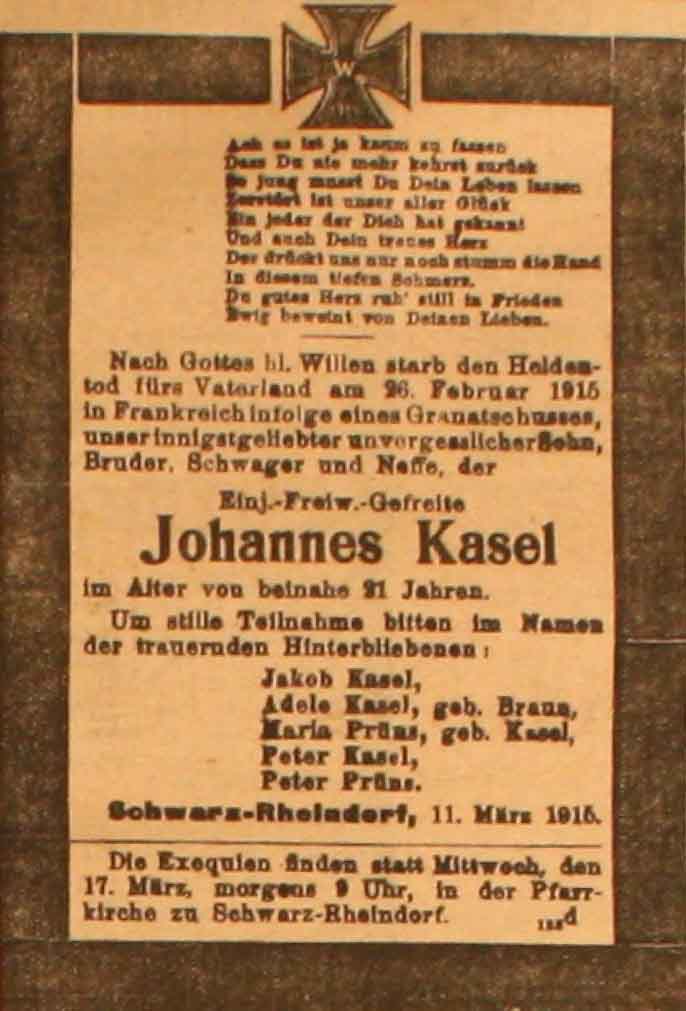 W
Ach es ist ja kaum zu fassen
Dass Du nie mehr kehrst zurück
So jung musst Du Dein Leben lassen
Zerstört ist unser aller Glück
Ein jeder der Dich hat gekannt
Und auch Dein treues Herz
Der drückt uns nur noch stumm die Hand
In diesem tiefen Schmerz.
Du gutes Herz ruh' still in Frieden
Ewig beweint von Deinen Lieben.
Nach Gottes hl. Willen starb den Helden-
tod fürs Vaterland am 26. Februar 1915
in Frankreich infolge eines Granatschusses,
unser innigstgeliebter unvergesslicher Sohn,
Bruder, Schwager und Neffe, der
Einj.-Freiw.-Gefreite
Johannes Kasel
im Alter von beinahe 21 Jahren.
Um stille Teilnahme bitten im Namen
der trauernden Hinterbliebenen:
Jakob Kasel,
Adele Kasel, geb. Braun,
Maria Prüns, geb. Kasel,
Peter Kasel,
Peter Prüns.
Schwarz-Rheindorf, 11. März 1915.
Die Exequien finden statt Mittwoch, den
17. März, morgens 9 Uhr, in der Pfarr-
kirche zu Schwarz-Rheindorf.